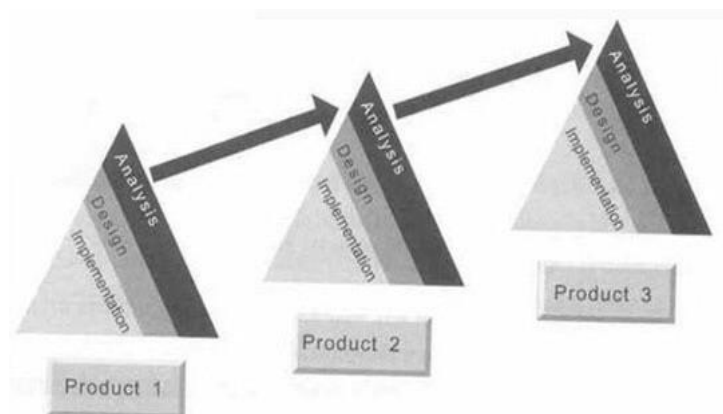 Analysis
Design
Implementation
Product 1
Analysis
Design
Implementation
Product 2
Analysis
Design
Implementation
Product 3